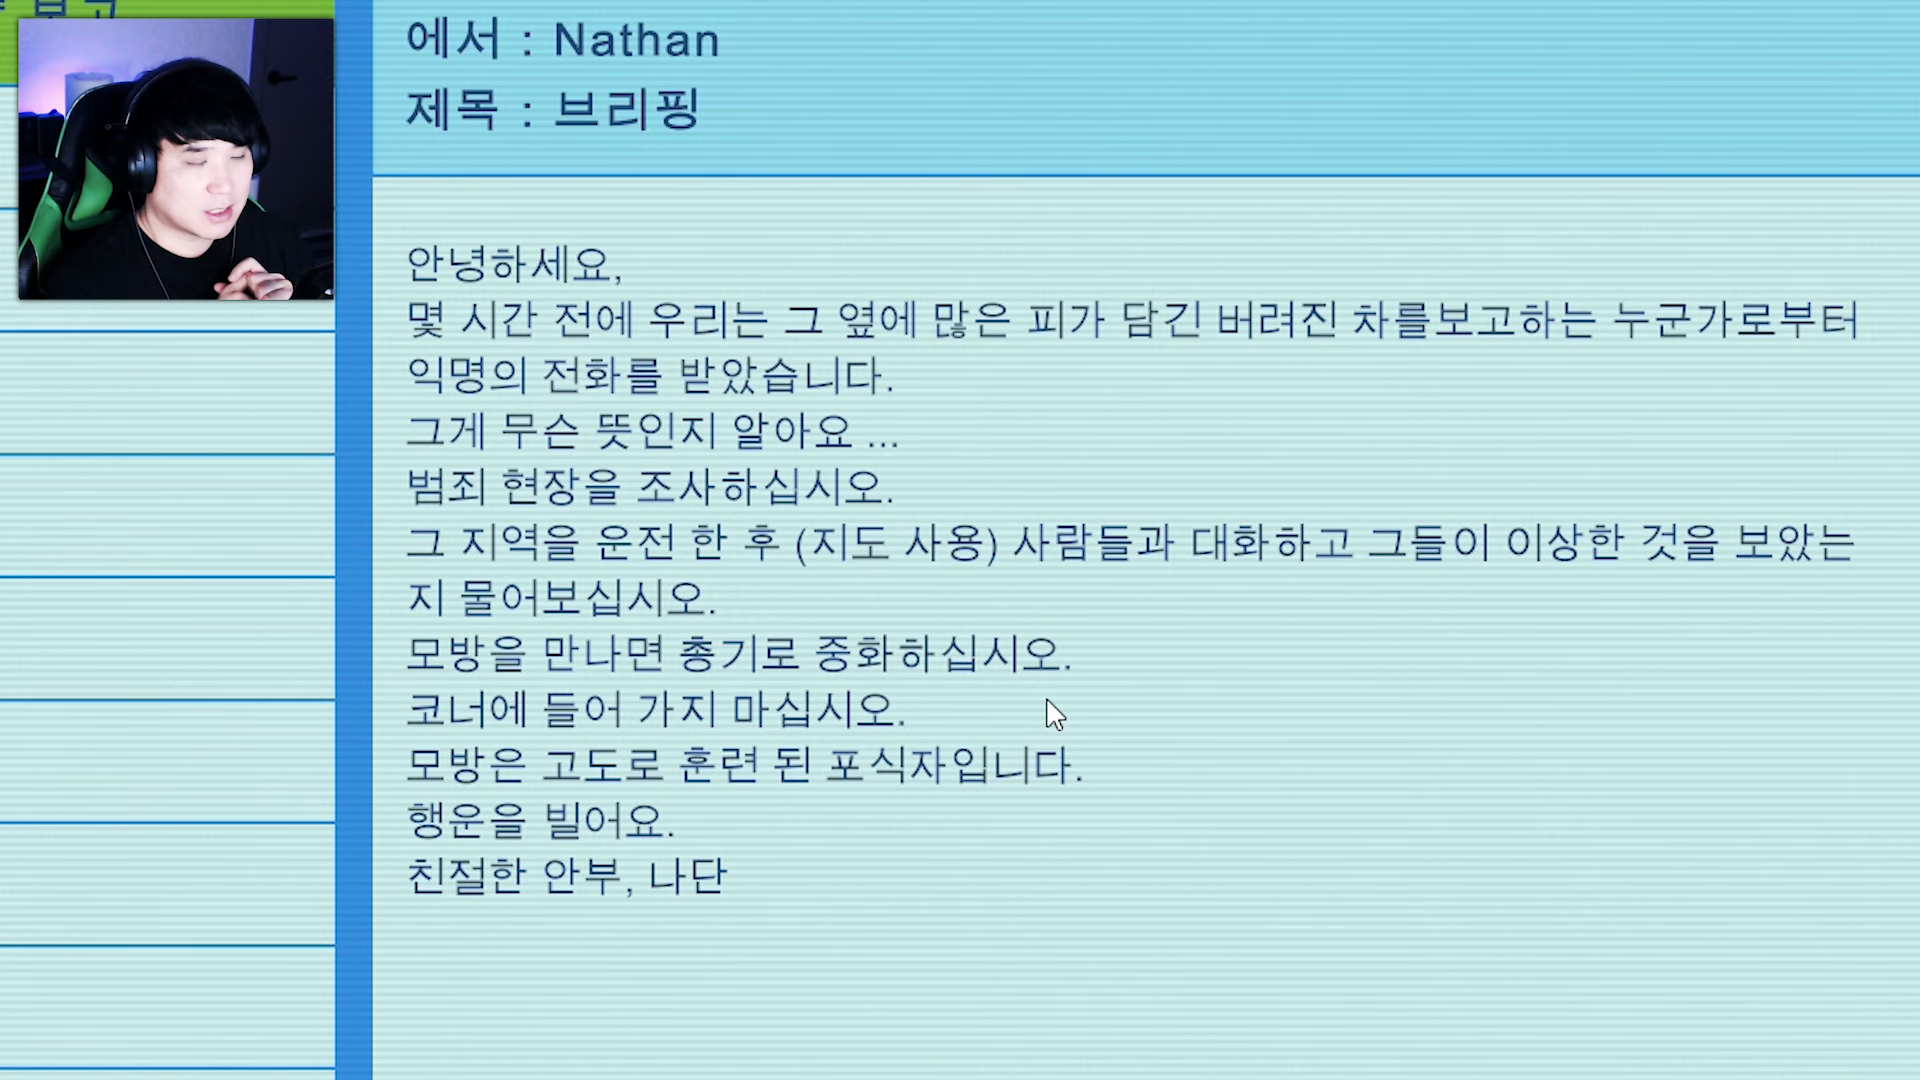 에서 : Nathan
제목 : 브리핑
안녕하세요,
몇 시간 전에 우리는 그 옆에 많은 피가 담긴 버려진 차를보고하는 누군가로부터
익명의 전화를 받았습니다.
그게 무슨 뜻인지 알아요 ...
범죄 현장을 조사하십시오.
그 지역을 운전 한 후 (지도 사용) 사람들과 대화하고 그들이 이상한 것을 보았는
지 물어보십시오.
모방을 만나면 총기로 중화하십시오.
코너에 들어 가지 마십시오.
모방은 고도로 훈련 된 포식자입니다.
행운을 빌어요.
친절한 안부, 나단